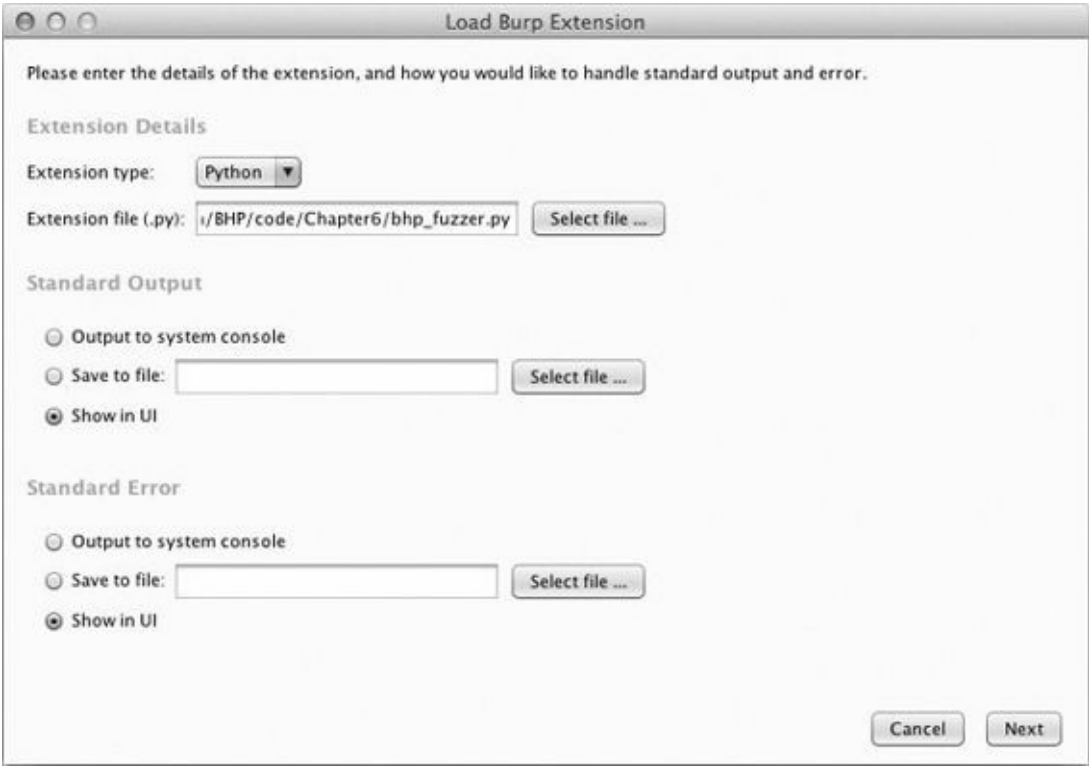 Load Burp Extension
Please enter the details of the extension, and how you would like to handle standard output and error.
Extension Details
Extension type: Python
Extension file (.py): /BHP/code/Chapter6/bhp_fuzzer.py Select file ...
Standard Output
Output to system console
Save to file: Select file ...
Show in UI
Standard Error
Output to system console
Save to file: Select file ...
Show in UI
Cancel Next